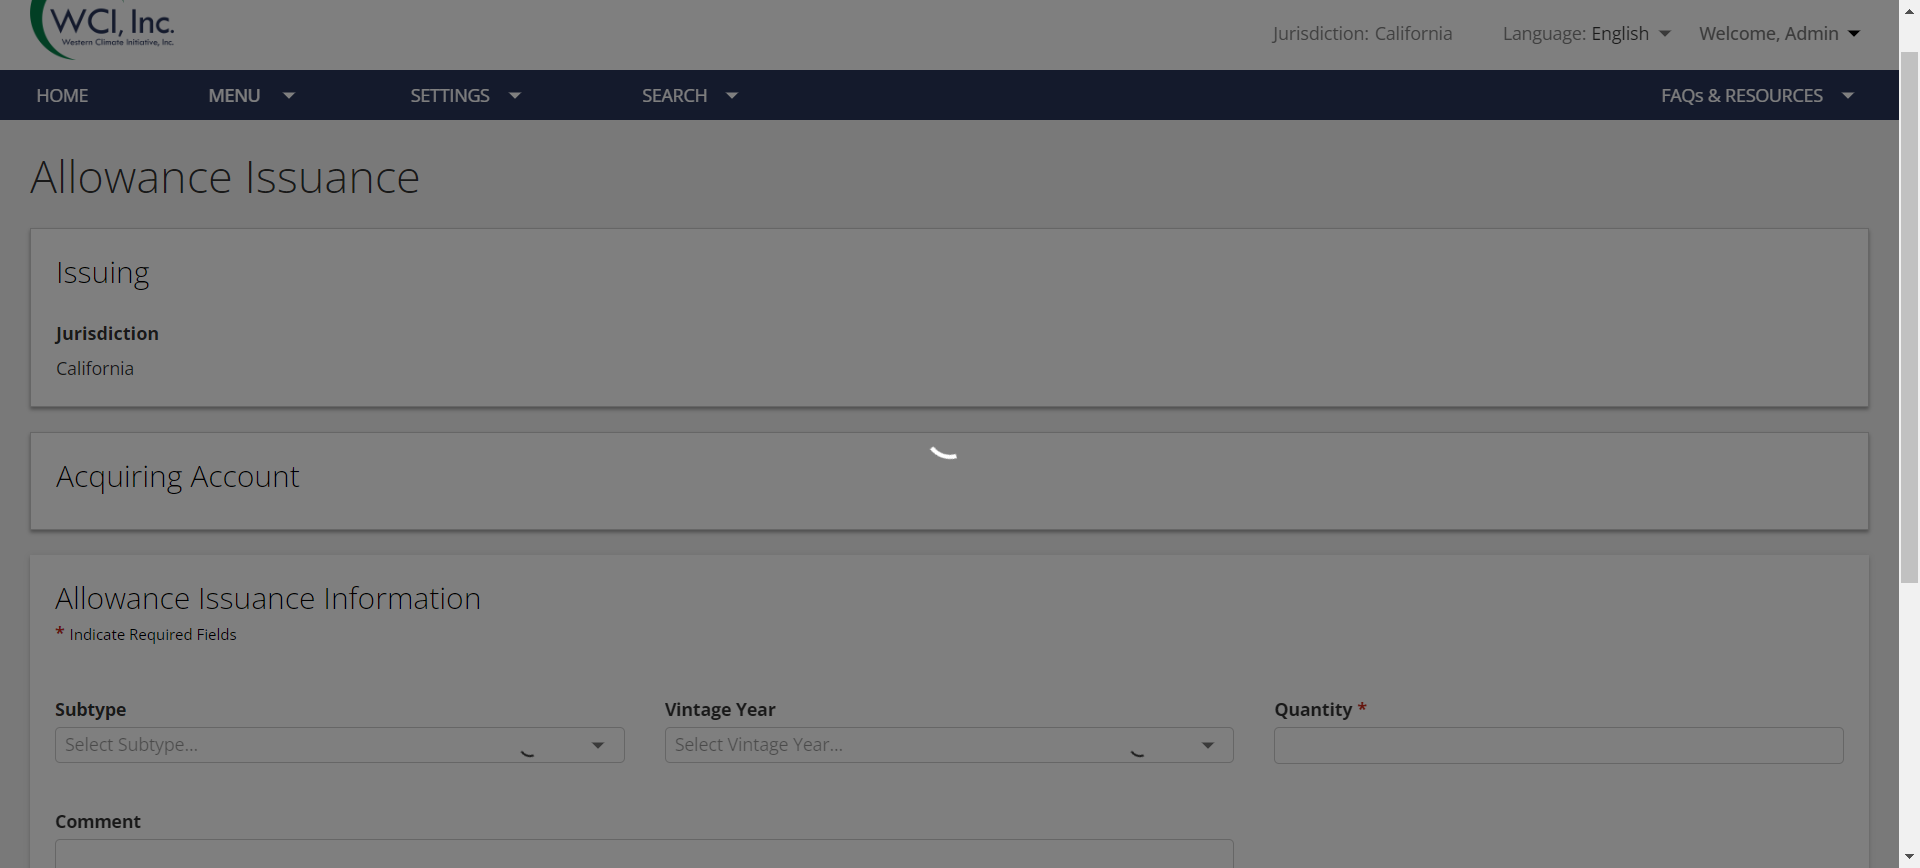 WCI, Inc.
Western Climate Initiative, Inc.
Jurisdiction: California
Language: English
Welcome, Admin
HOME
MENU
SETTINGS
SEARCH
FAQs & RESOURCES
Allowance Issuance
Issuing
Jurisdiction
California
Acquiring Account
Allowance Issuance Information
* Indicate Required Fields
Subtype
Vintage Year
Quantity *
Select Subtype...
Select Vintage Year...
Comment